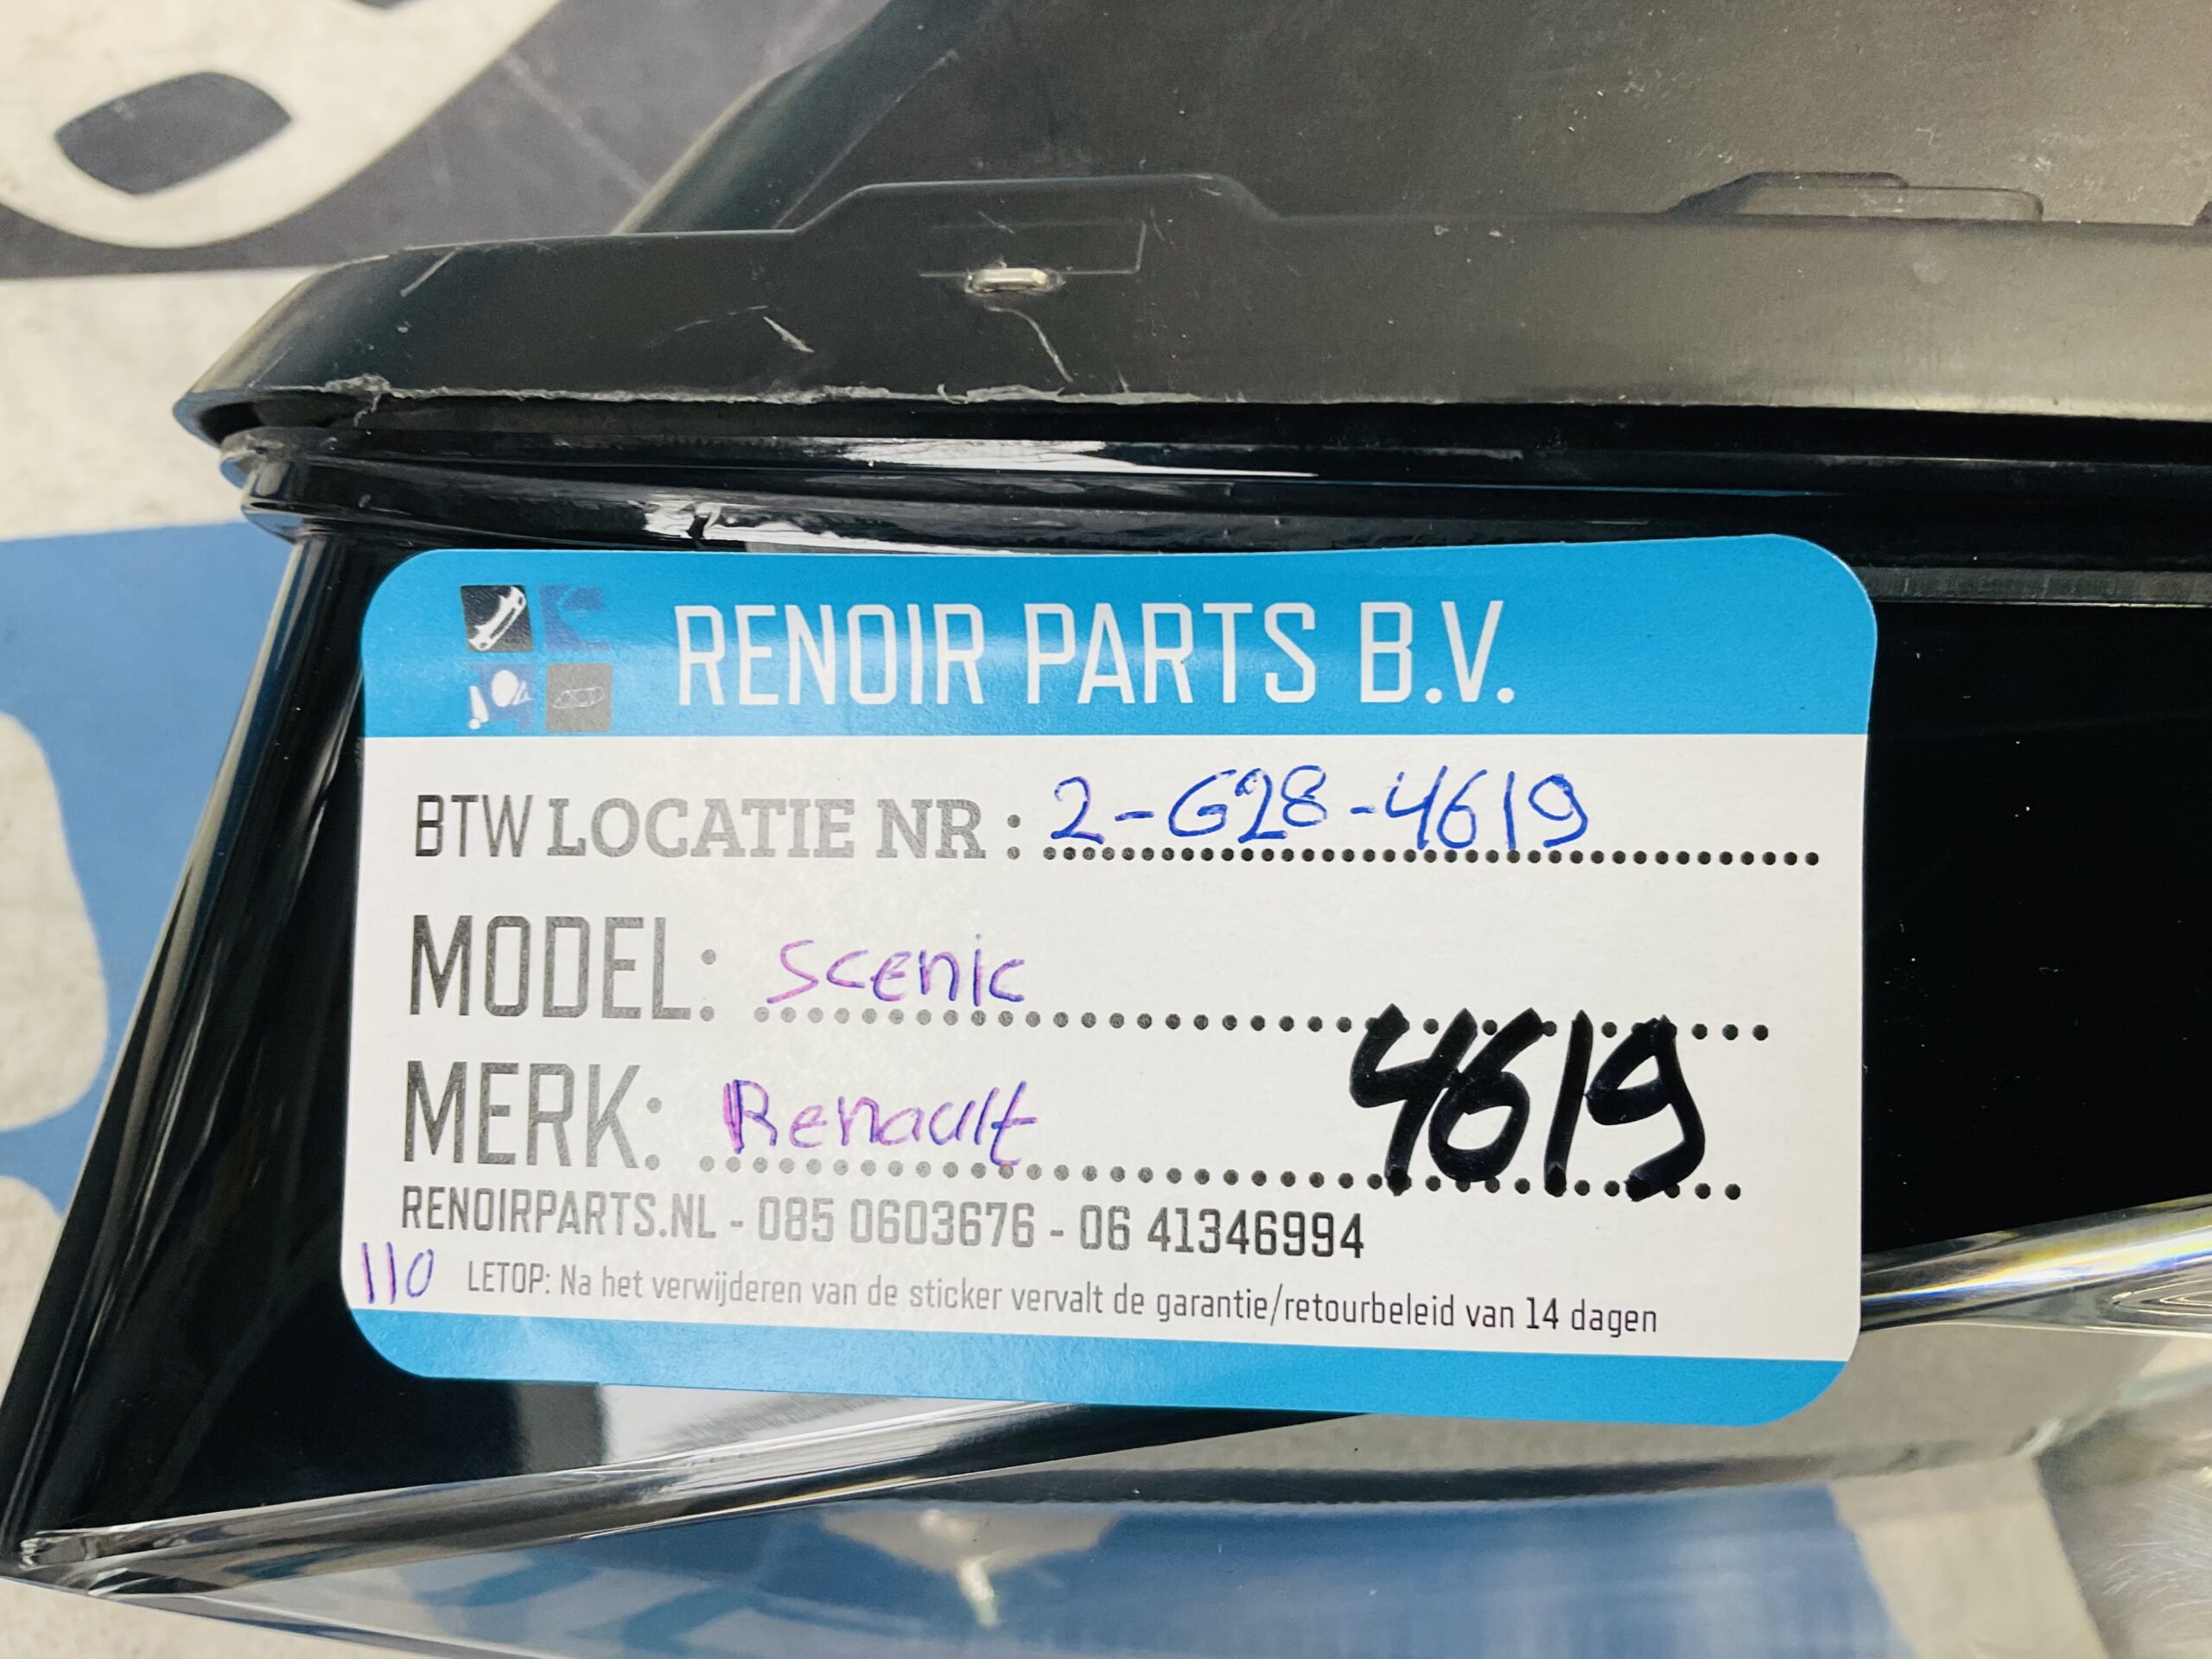 RENOIR PARTS B.V.
BTW LOCATIE NR : 2-G28-4619
MODEL: Scenic
MERK: Renault 4619
RENOIRPARTS.NL - 085 0603676 - 06 41346994
110 LETOP: Na het verwijderen van de sticker vervalt de garantie/retourbeleid van 14 dagen